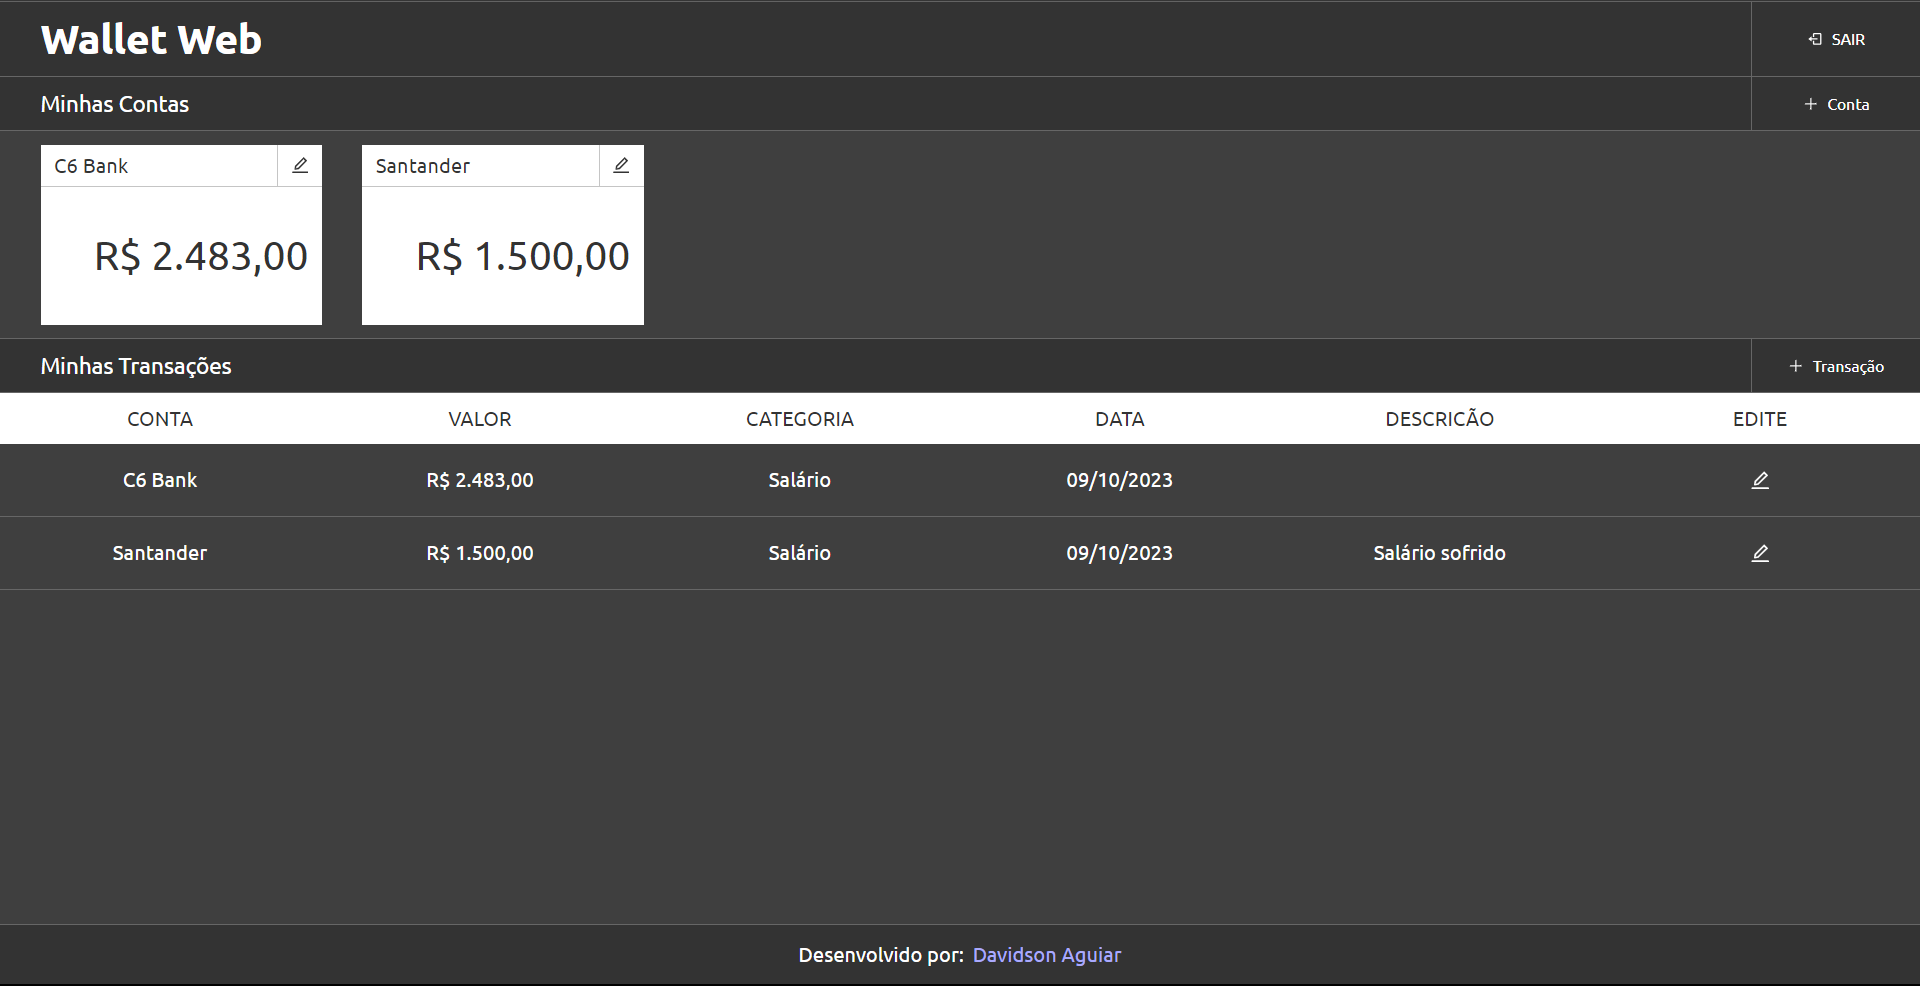 Wallet Web
SAIR
Minhas Contas
+ Conta
C6 Bank
Santander
R$ 2.483,00
R$ 1.500,00
Minhas Transações
+ Transação
CONTA VALOR CATEGORIA DATA DESCRICÃO EDITE
C6 Bank R$ 2.483,00 Salário 09/10/2023
Santander R$ 1.500,00 Salário 09/10/2023 Salário sofrido
Desenvolvido por: Davidson Aguiar